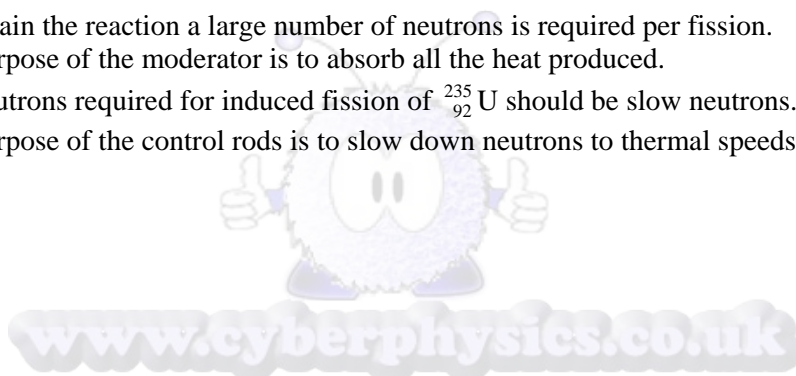 ain the reaction a large number of neutrons is required per fission.
rpose of the moderator is to absorb all the heat produced.
utrons required for induced fission of ²³⁵₉₂U should be slow neutrons.
rpose of the control rods is to slow down neutrons to thermal speeds
www.cyberphysics.co.uk